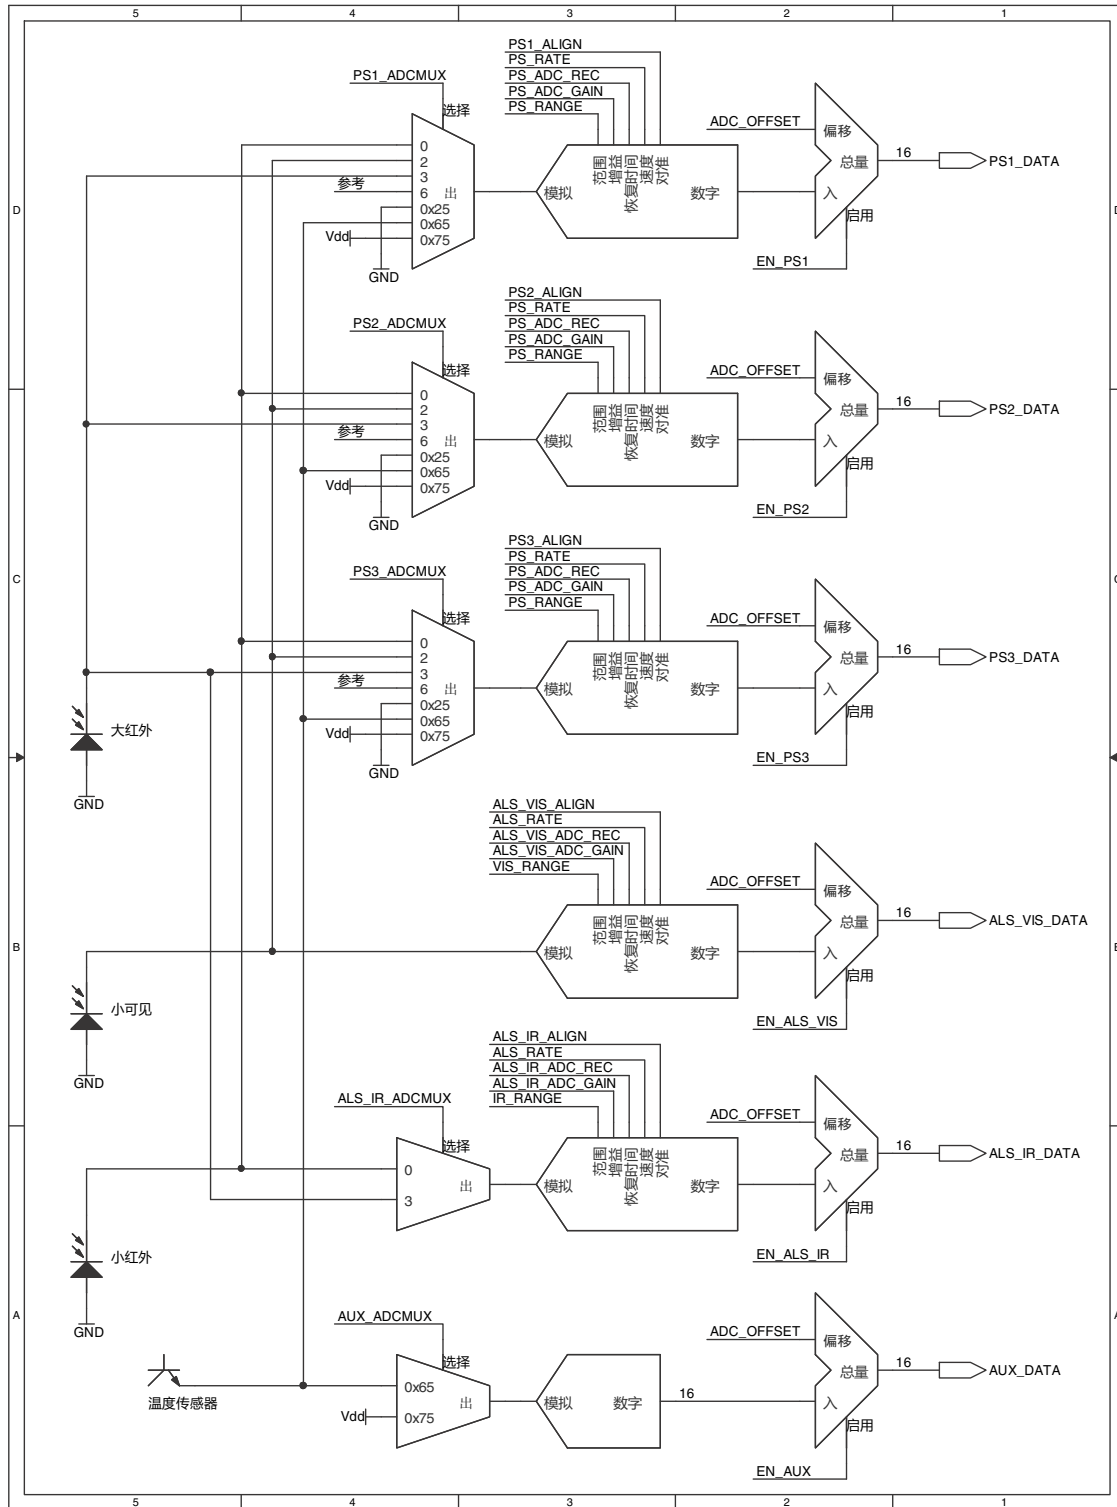 5 4 3 2 1
PS1_ALIGN
PS_RATE
PS_ADC_REC
PS_ADC_GAIN
PS_RANGE
PS1_ADCMUX
选择
ADC_OFFSET
偏移
0
2
3
参考
6
出
0x25
0x65
Vdd
0x75
GND
模拟
范围
增益
恢复时间
速度
对准
数字
总量
入
启用
16
PS1_DATA
EN_PS1
D
D
PS2_ALIGN
PS_RATE
PS_ADC_REC
PS_ADC_GAIN
PS_RANGE
PS2_ADCMUX
选择
ADC_OFFSET
偏移
0
2
3
参考
6
出
0x25
0x65
Vdd
0x75
GND
模拟
范围
增益
恢复时间
速度
对准
数字
总量
入
启用
16
PS2_DATA
EN_PS2
PS3_ALIGN
PS_RATE
PS_ADC_REC
PS_ADC_GAIN
PS_RANGE
C
C
PS3_ADCMUX
选择
ADC_OFFSET
偏移
0
2
3
参考
6
出
0x25
0x65
Vdd
0x75
GND
模拟
范围
增益
恢复时间
速度
对准
数字
总量
入
启用
16
PS3_DATA
EN_PS3
大红外
GND
ALS_VIS_ALIGN
ALS_RATE
ALS_VIS_ADC_REC
ALS_VIS_ADC_GAIN
VIS_RANGE
ADC_OFFSET
偏移
模拟
范围
增益
恢复时间
速度
对准
数字
总量
入
启用
16
ALS_VIS_DATA
EN_ALS_VIS
B
B
小可见
GND
ALS_IR_ALIGN
ALS_RATE
ALS_IR_ADC_REC
ALS_IR_ADC_GAIN
IR_RANGE
ALS_IR_ADCMUX
选择
ADC_OFFSET
偏移
0
出
3
模拟
范围
增益
恢复时间
速度
对准
数字
总量
入
启用
16
ALS_IR_DATA
EN_ALS_IR
小红外
GND
A
A
AUX_ADCMUX
选择
ADC_OFFSET
偏移
温度传感器
0x65
出
Vdd
0x75
模拟
数字
16
总量
入
启用
16
AUX_DATA
EN_AUX
5 4 3 2 1